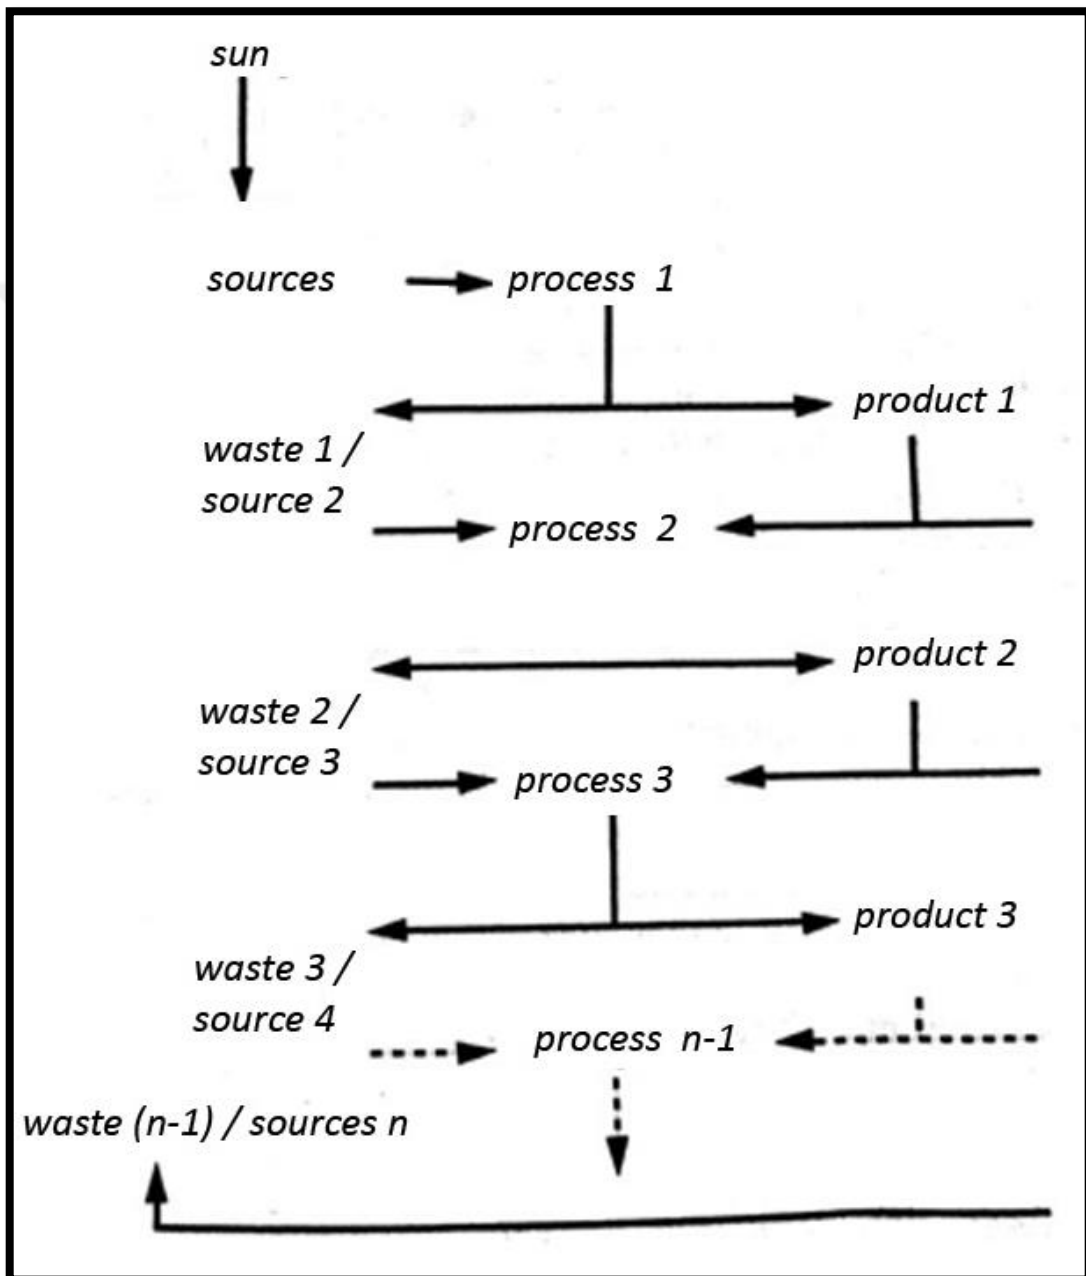 sun
sources
process 1
product 1
waste 1 /
source 2
process 2
product 2
waste 2 /
source 3
process 3
product 3
waste 3 /
source 4
process n-1
waste (n-1) / sources n